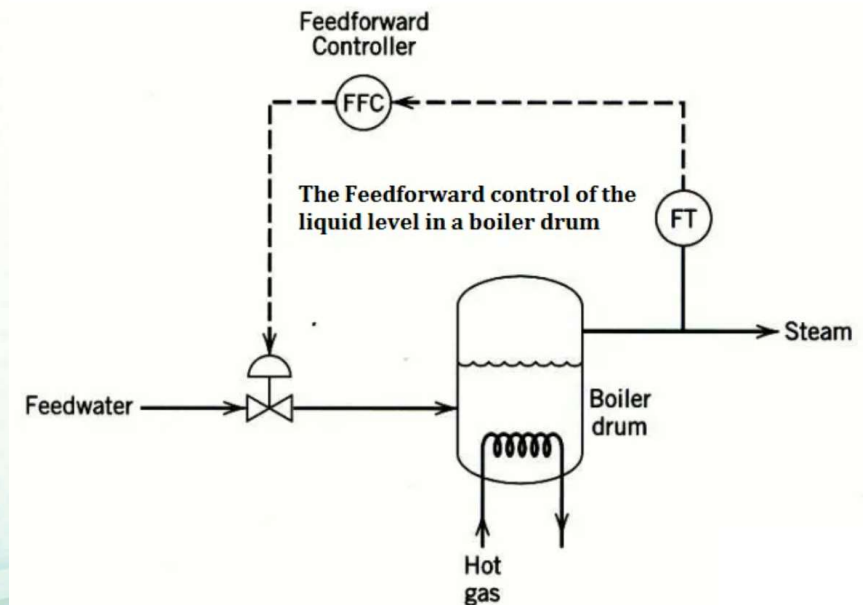 Feedforward
Controller
FFC
The Feedforward control of the
liquid level in a boiler drum
FT
Steam
Feedwater
Boiler
drum
Hot
gas